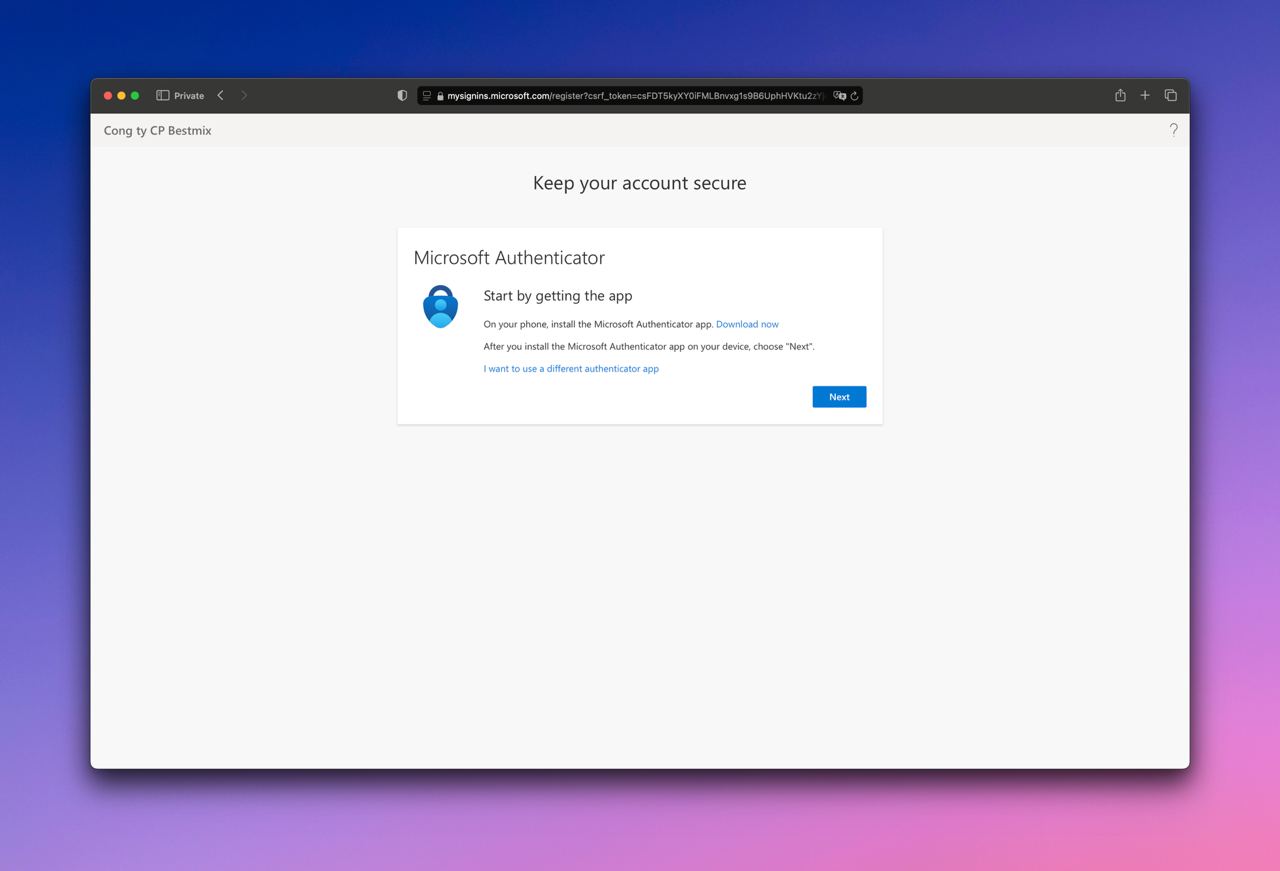 Private
mysignins.microsoft.com/register?csrf_token=csFDT5kyXY0iFMLBnvxg1s9B6UphHVKtu2zY
Cong ty CP Bestmix
?
Keep your account secure
Microsoft Authenticator
Start by getting the app
On your phone, install the Microsoft Authenticator app. Download now
After you install the Microsoft Authenticator app on your device, choose "Next".
I want to use a different authenticator app
Next